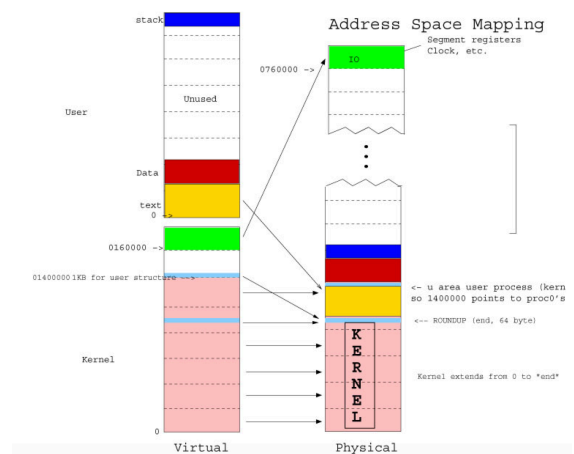 Address Space Mapping
stack
Segment registers
Clock, etc.
IO
0760000 ->
Unused
User
Data
text
0 ->
0160000->
01400000 1KB for user structure -->
<- u area user process (kern
so 1400000 points to proc0's
<-- ROUNDUP (end, 64 byte)
KERNEL
Kernel
Kernel extends from 0 to *end*
0
Virtual
Physical